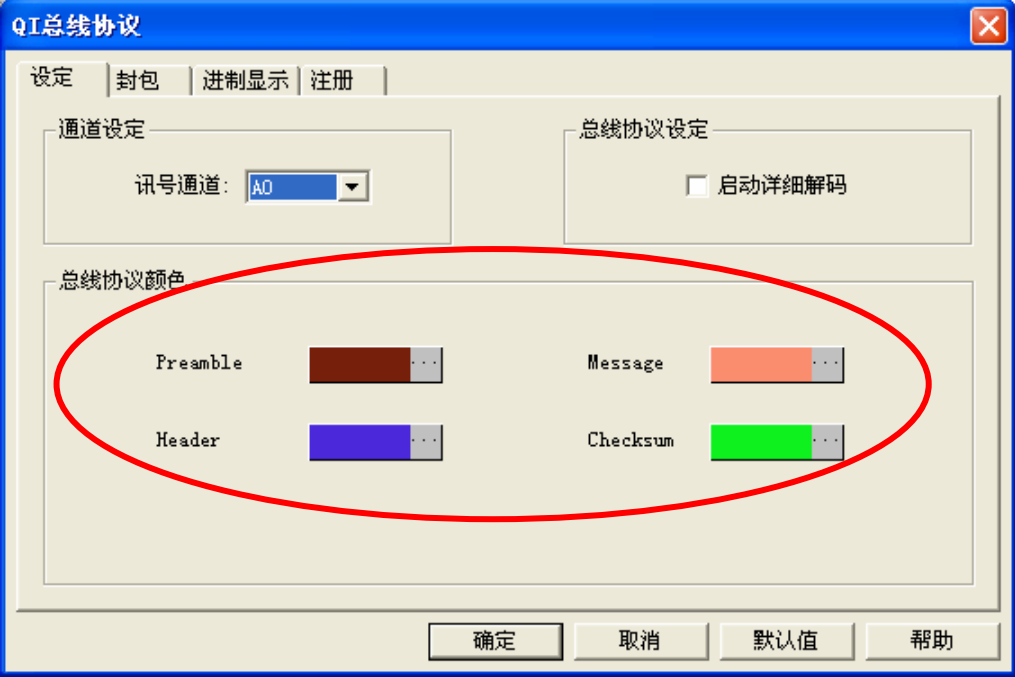 QI总线协议
设定 封包 进制显示 注册
通道设定 总线协议设定
讯号通道: A0 启动详细解码
总线协议颜色
Preamble ... Message ...
Header ... Checksum ...
确定 取消 默认值 帮助